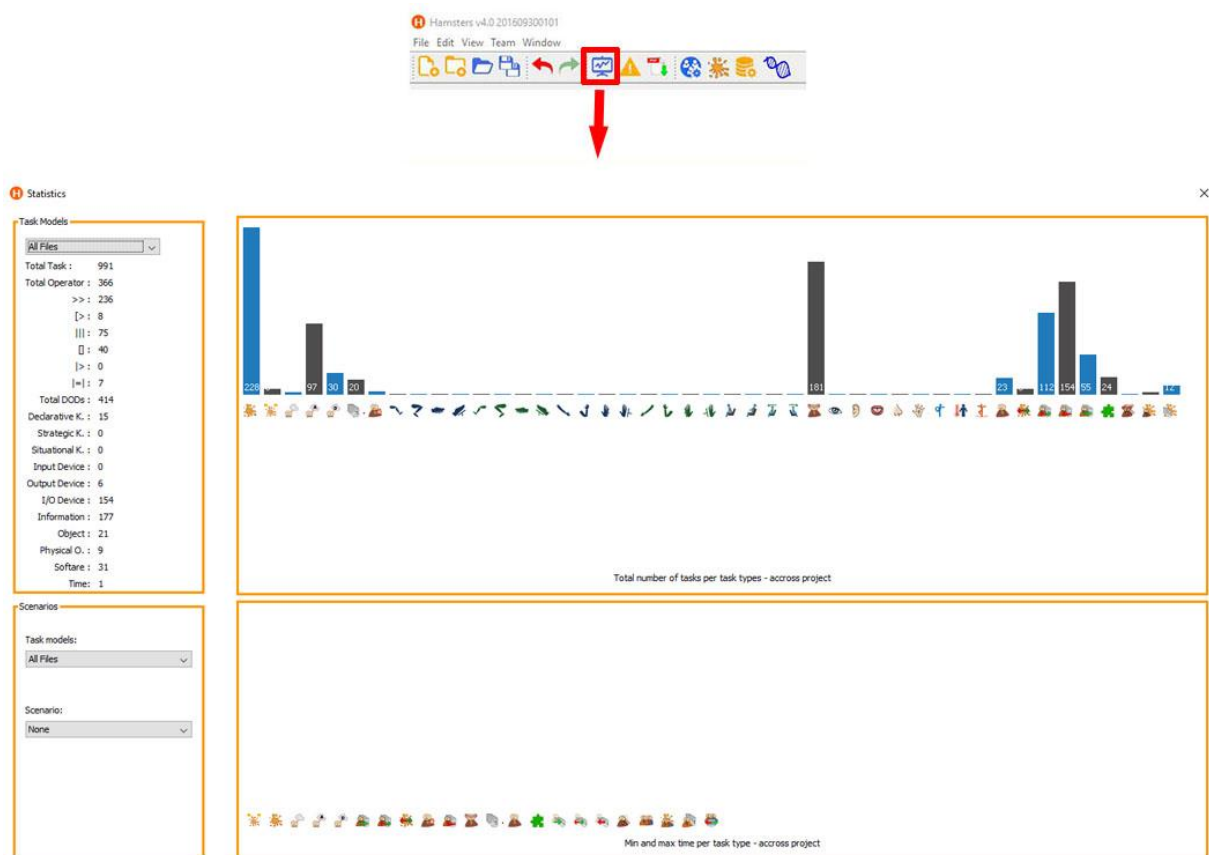 Hamsters v4.0 201609300101
File Edit View Team Window
Statistics
Task Models
All Files
Total Task : 991
Total Operator : 366
>> : 236
[> : 8
||| : 75
[] : 40
|> : 0
|=| : 7
Total DODs : 414
Declarative K. : 15
Strategic K. : 0
Situational K. : 0
Input Device : 0
Output Device : 6
I/O Device : 154
Information : 177
Object : 21
Physical O. : 9
Softare : 31
Time: 1
228 97 30 20 181 23 112 154 55 24 12
Total number of tasks per task types - accross project
Scenarios
Task models:
All Files
Scenario:
None
Min and max time per task type - accross project